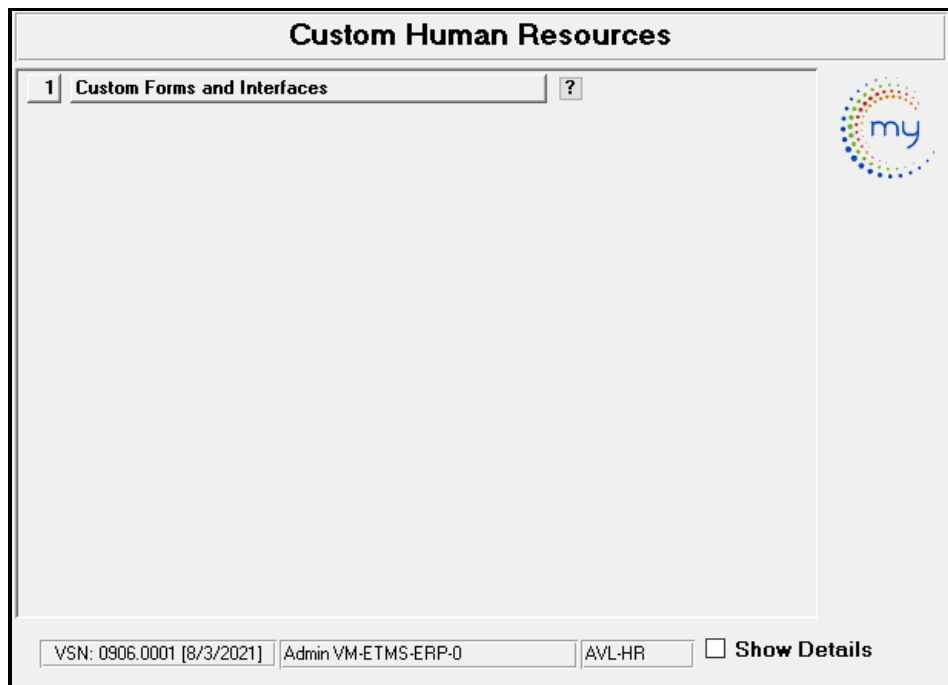 Custom Human Resources
1 Custom Forms and Interfaces ?
my
VSN: 0906.0001 [8/3/2021] Admin VM-ETMS-ERP-0 AVL-HR Show Details